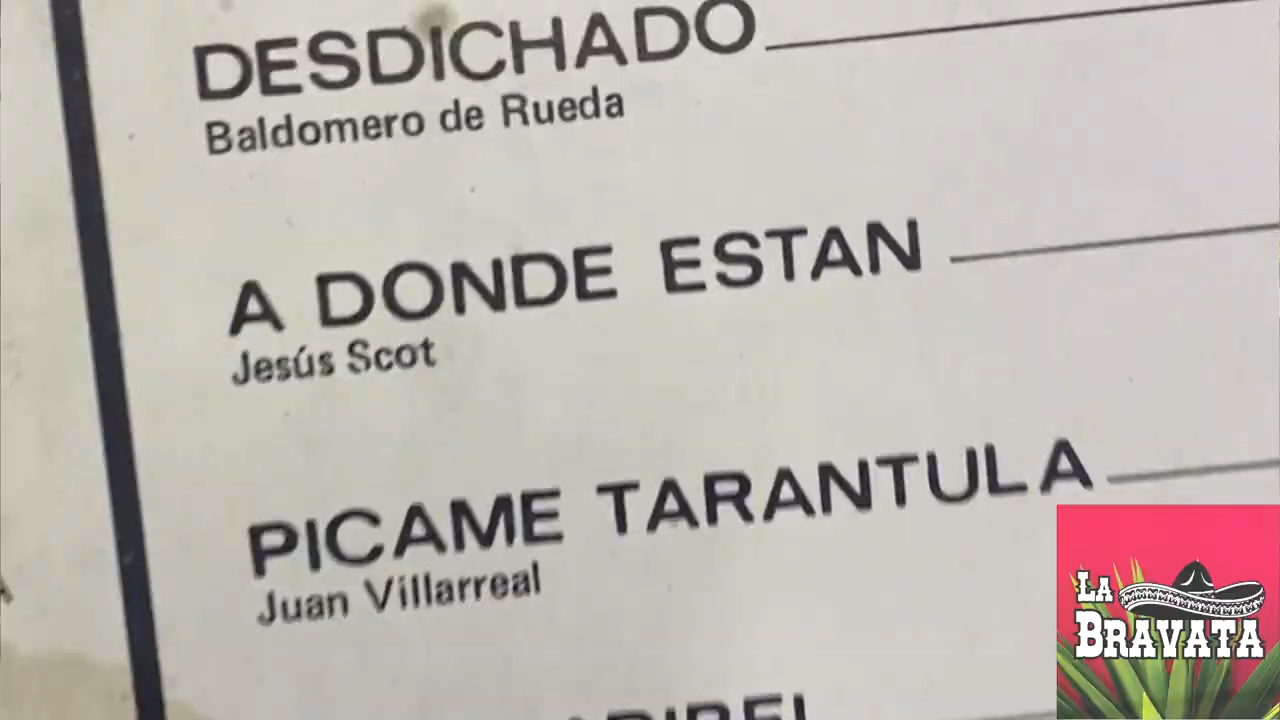 DESDICHADO
Baldomero de Rueda
A DONDE ESTAN
Jesús Scot
PICAME TARANTULA
Juan Villarreal
LA
BRAVATA